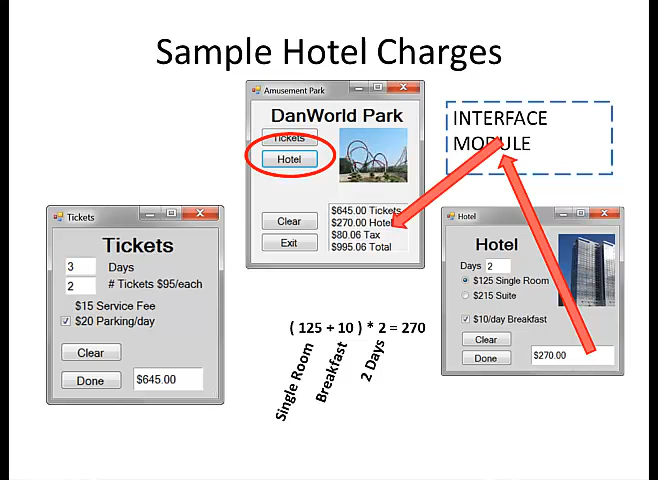 Sample Hotel Charges
Amusement Park
DanWorld Park
Tickets
Hotel
Clear
Exit
$645.00 Tickets
$270.00 Hotel
$80.06 Tax
$995.06 Total
INTERFACE
MODULE
Tickets
Tickets
3 Days
2 # Tickets $95/each
$15 Service Fee
$20 Parking/day
Clear
Done $645.00
( 125 + 10 ) * 2 = 270
Single Room
Breakfast
2 Days
Hotel
Hotel
Days 2
$125 Single Room
$215 Suite
$10/day Breakfast
Clear
Done $270.00